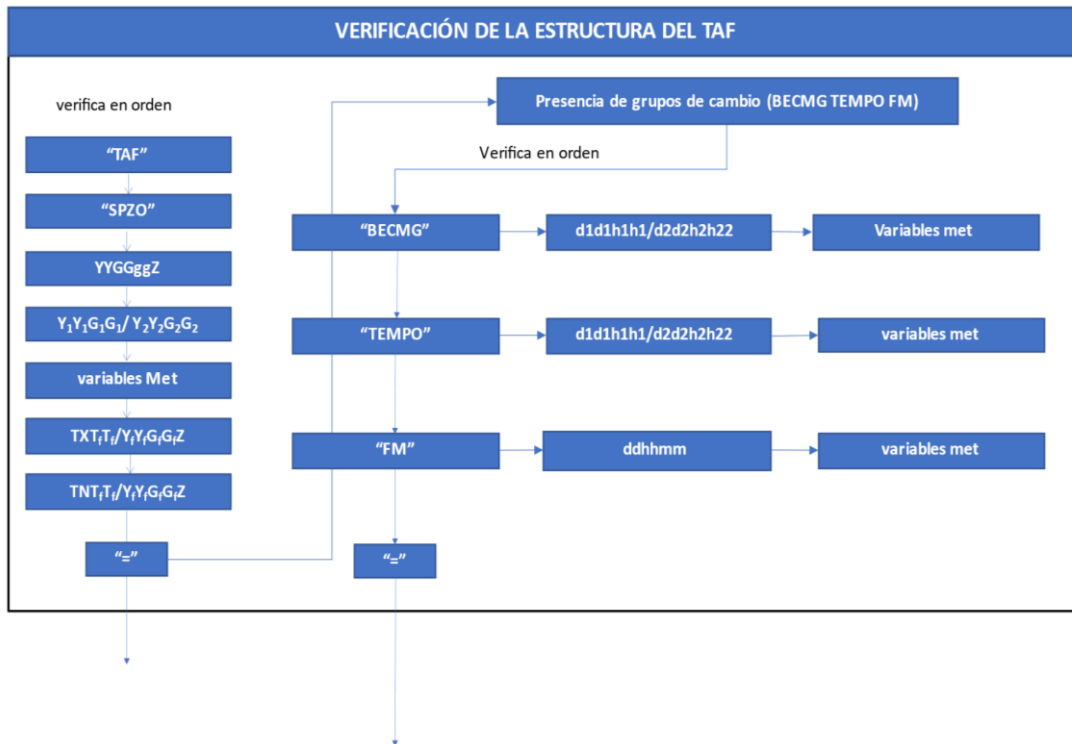 VERIFICACIÓN DE LA ESTRUCTURA DEL TAF
verifica en orden
“TAF”
“SPZO”
YYGGggZ
Y₁Y₁G₁G₁/ Y₂Y₂G₂G₂
variables Met
TXTfTf/YfYfGfGfZ
TNTfTf/YfYfGfGfZ
“=”
Presencia de grupos de cambio (BECMG TEMPO FM)
Verifica en orden
“BECMG”
d1d1h1h1/d2d2h2h22
Variables met
“TEMPO”
d1d1h1h1/d2d2h2h22
variables met
“FM”
ddhhmm
variables met
“=”